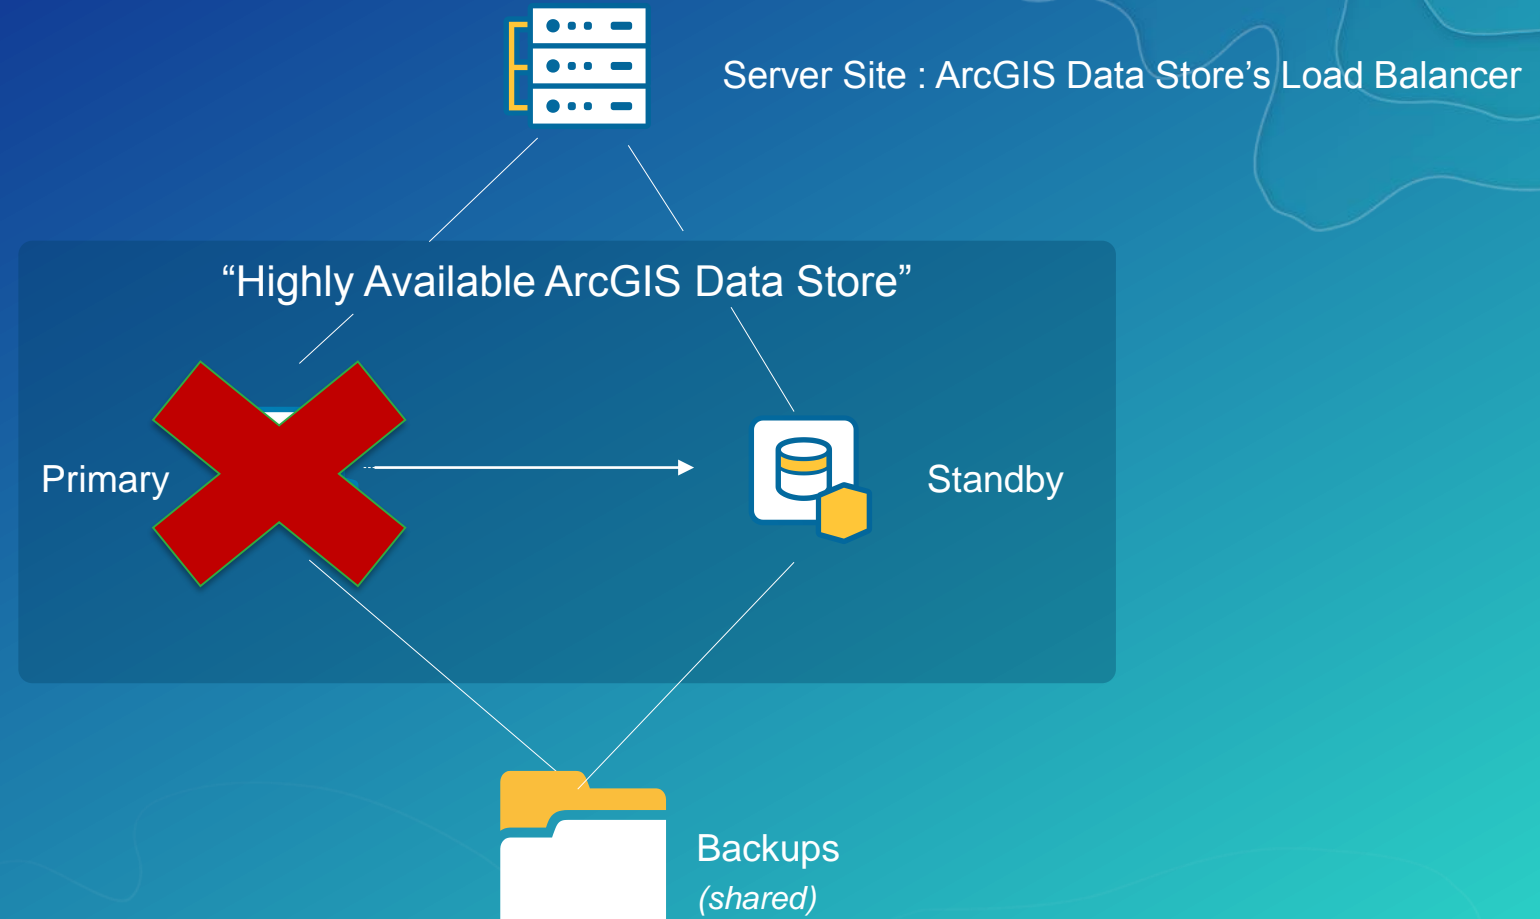 Server Site : ArcGIS Data Store’s Load Balancer
“Highly Available ArcGIS Data Store”
Primary
Standby
Backups
(shared)